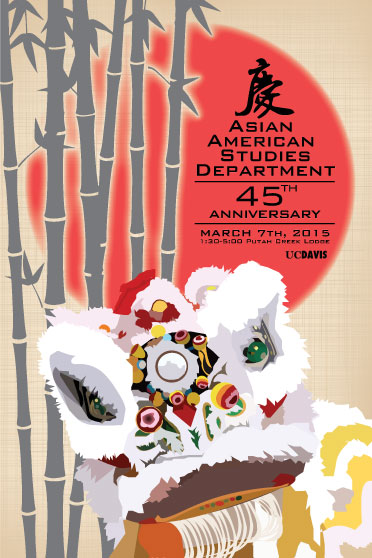 慶
ASIAN
AMERICAN
STUDIES
DEPARTMENT
45TH
ANNIVERSARY
MARCH 7TH, 2015
1:30-5:00 PUTAH CREEK LODGE
UCDAVIS